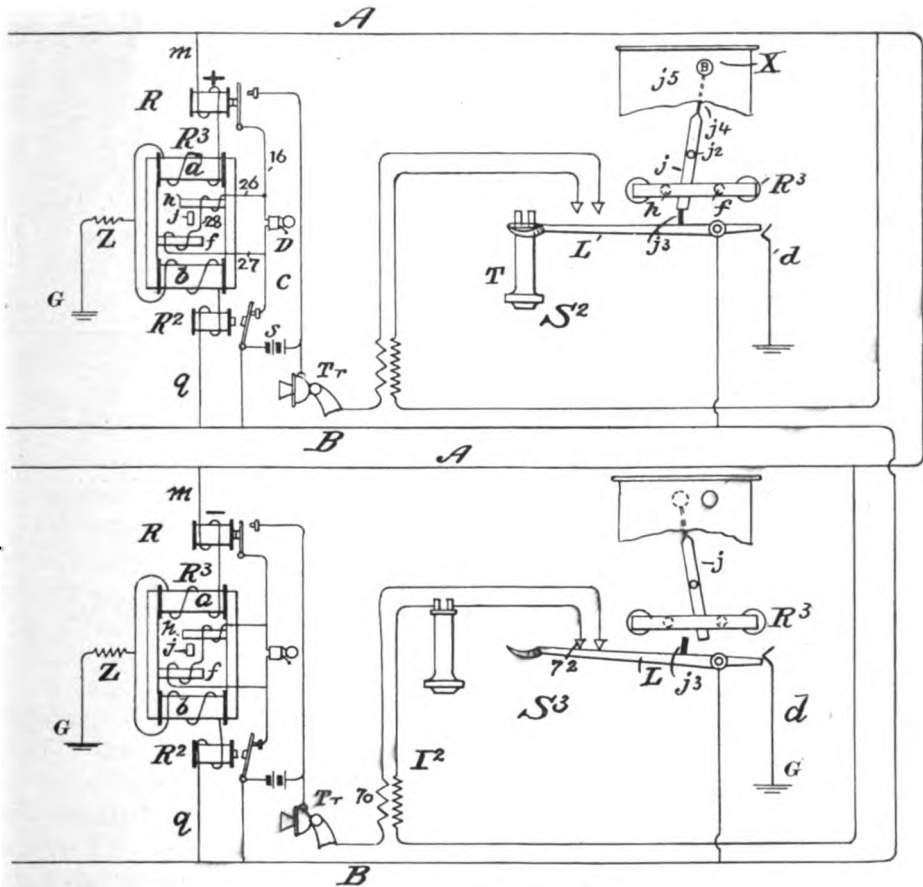 A
m
+
R
B
j5
X
R3
a
16
26
h
j
28
f
Z
G
b
27
D
C
R2
S
q
Tr
j4
j2
j
R3
h
f
L'
j3
T
S2
d
B
A
m
–
R
R3
a
h
j
f
Z
G
b
R2
q
Tr
70
I2
j
R3
72
L
j3
S3
d
G
B